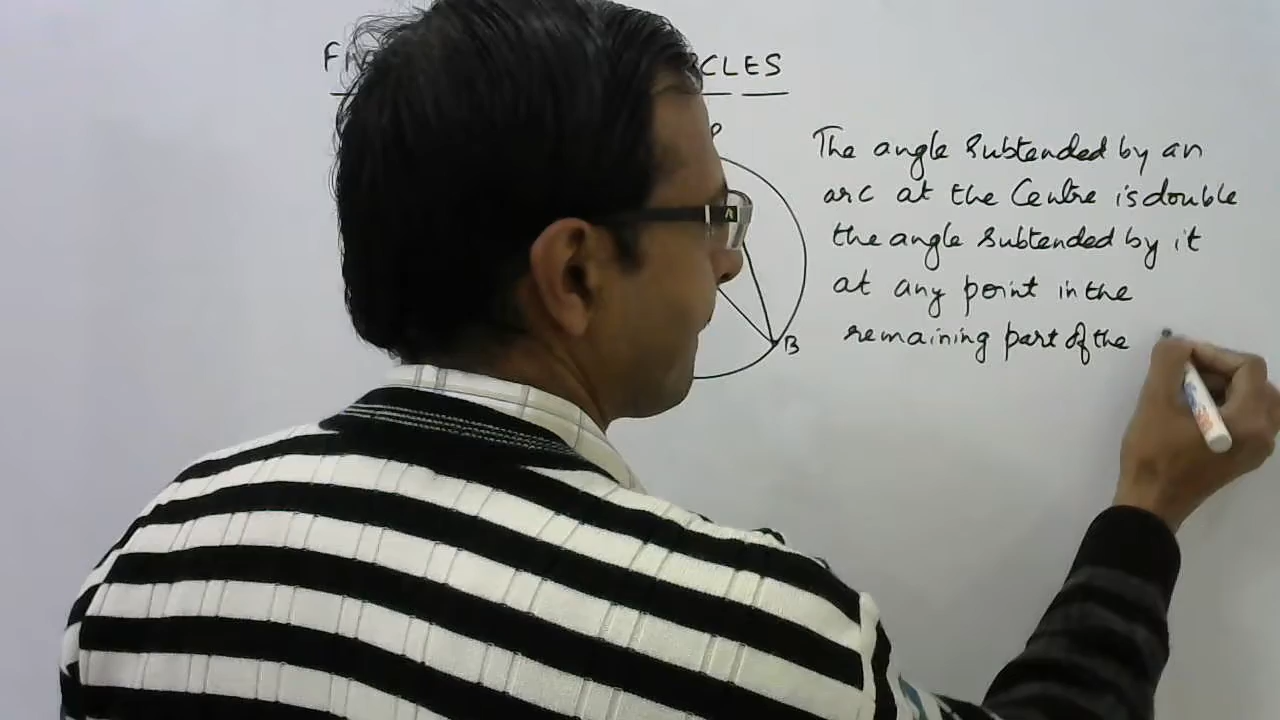 CLES
P
The angle subtended by an
arc at the Centre is double
the angle subtended by it
at any point in the
remaining part of the
B